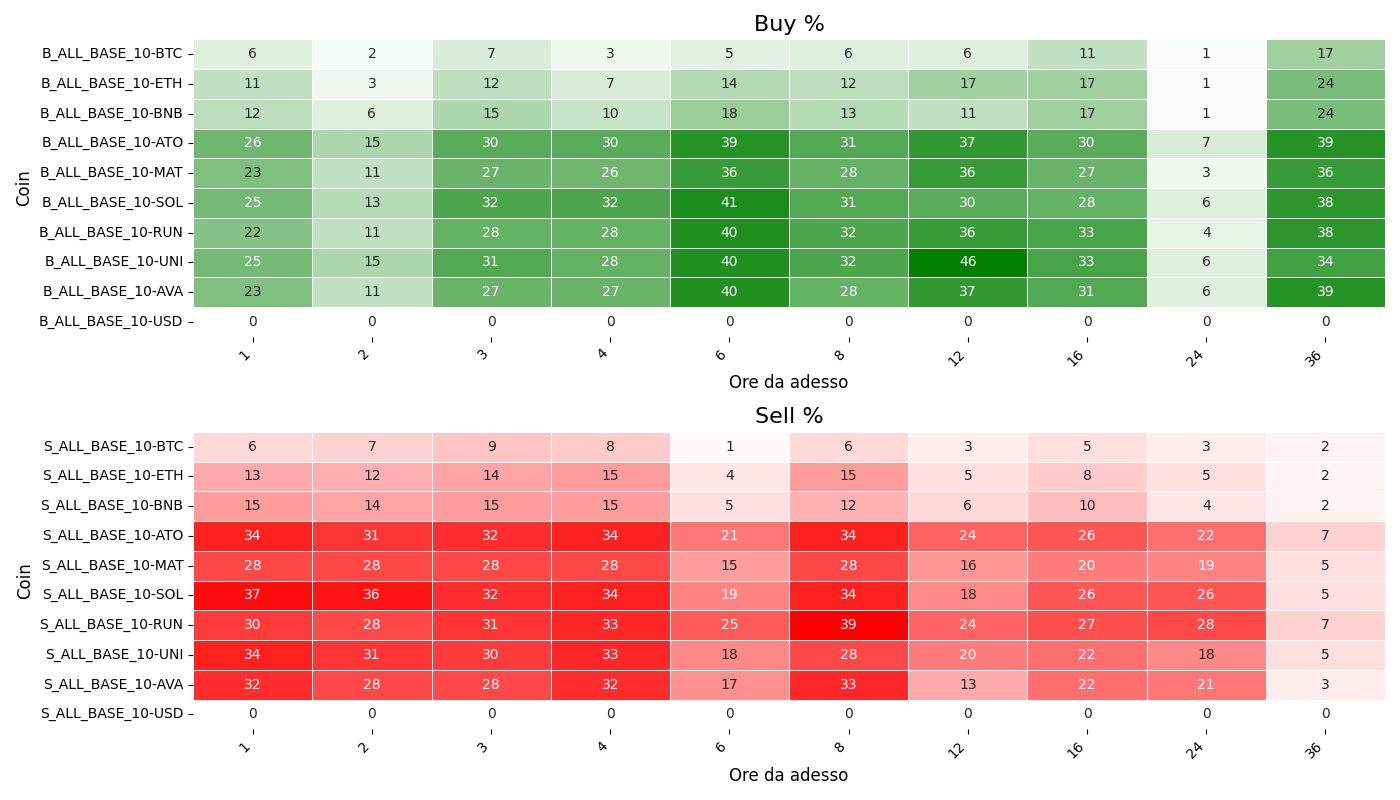 Buy %
Coin
B_ALL_BASE_10-BTC 6 2 7 3 5 6 6 11 1 17
B_ALL_BASE_10-ETH 11 3 12 7 14 12 17 17 1 24
B_ALL_BASE_10-BNB 12 6 15 10 18 13 11 17 1 24
B_ALL_BASE_10-ATO 26 15 30 30 39 31 37 30 7 39
B_ALL_BASE_10-MAT 23 11 27 26 36 28 36 27 3 36
B_ALL_BASE_10-SOL 25 13 32 32 41 31 30 28 6 38
B_ALL_BASE_10-RUN 22 11 28 28 40 32 36 33 4 38
B_ALL_BASE_10-UNI 25 15 31 28 40 32 46 33 6 34
B_ALL_BASE_10-AVA 23 11 27 27 40 28 37 31 6 39
B_ALL_BASE_10-USD 0 0 0 0 0 0 0 0 0 0
1 2 3 4 6 8 12 16 24 36
Ore da adesso
Sell %
Coin
S_ALL_BASE_10-BTC 6 7 9 8 1 6 3 5 3 2
S_ALL_BASE_10-ETH 13 12 14 15 4 15 5 8 5 2
S_ALL_BASE_10-BNB 15 14 15 15 5 12 6 10 4 2
S_ALL_BASE_10-ATO 34 31 32 34 21 34 24 26 22 7
S_ALL_BASE_10-MAT 28 28 28 28 15 28 16 20 19 5
S_ALL_BASE_10-SOL 37 36 32 34 19 34 18 26 26 5
S_ALL_BASE_10-RUN 30 28 31 33 25 39 24 27 28 7
S_ALL_BASE_10-UNI 34 31 30 33 18 28 20 22 18 5
S_ALL_BASE_10-AVA 32 28 28 32 17 33 13 22 21 3
S_ALL_BASE_10-USD 0 0 0 0 0 0 0 0 0 0
1 2 3 4 6 8 12 16 24 36
Ore da adesso